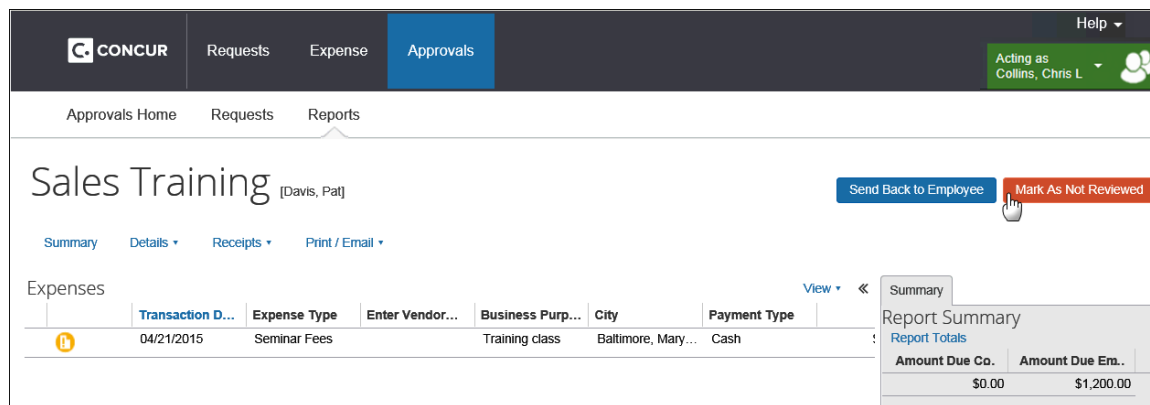 Help
C. CONCUR Requests Expense Approvals
Acting as
Collins, Chris L
Approvals Home Requests Reports
Sales Training [Davis, Pat]
Send Back to Employee Mark As Not Reviewed
Summary Details Receipts Print / Email
Expenses View Summary
Transaction D... Expense Type Enter Vendor... Business Purp... City Payment Type
Report Summary
04/21/2015 Seminar Fees Training class Baltimore, Mary... Cash
Report Totals
Amount Due Co. Amount Due Em..
$0.00 $1,200.00